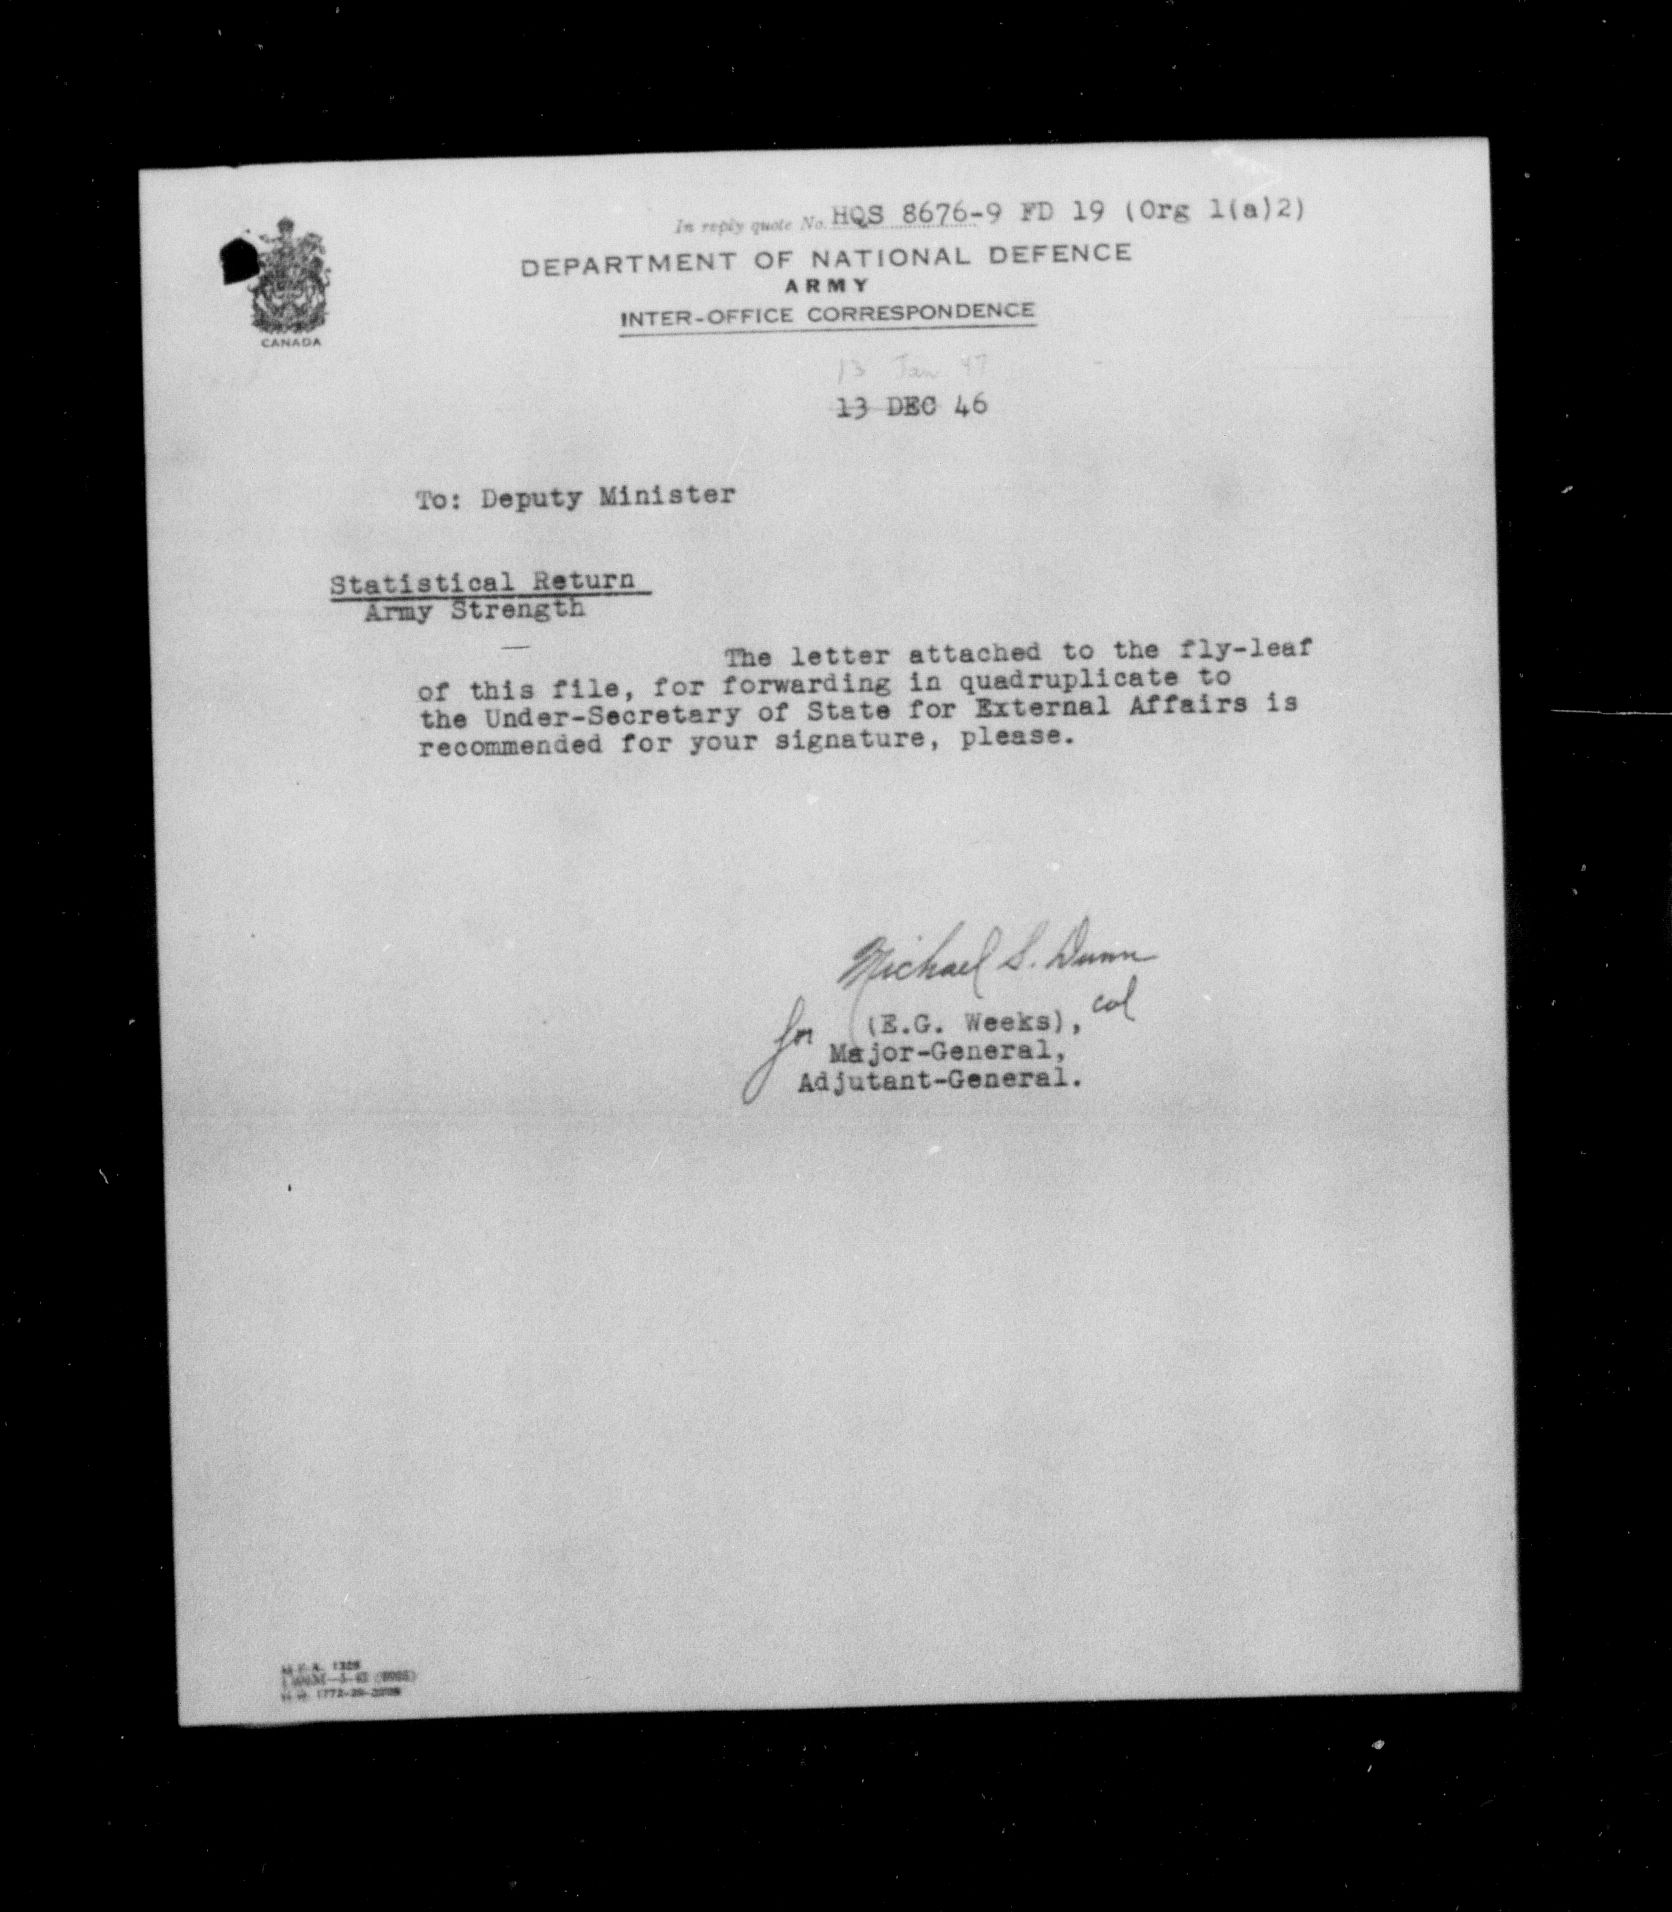 In reply quote No. HQS 8676-9 FD 19 (Org 1(a)2)
DEPARTMENT OF NATIONAL DEFENCE
ARMY
INTER-OFFICE CORRESPONDENCE
CANADA
13 Jan 47
13 DEC 46
To: Deputy Minister
Statistical Return
Army Strength
The letter attached to the fly-leaf
of this file, for forwarding in quadruplicate to
the Under-Secretary of State for External Affairs is
recommended for your signature, please.
Michael S. Dunn
col
for (E.G. Weeks),
Major-General,
Adjutant-General.